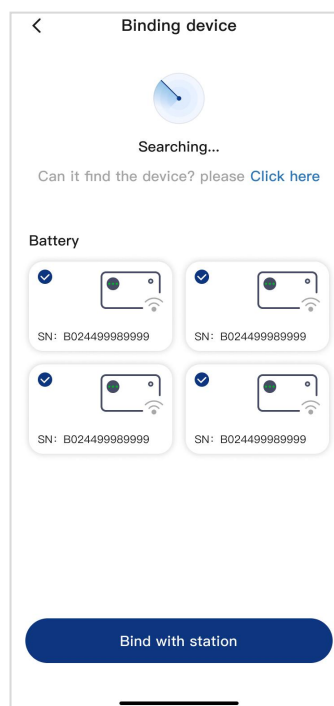 Binding device
Searching...
Can it find the device? please Click here
Battery
SN: B024499989999
SN: B024499989999
SN: B024499989999
SN: B024499989999
Bind with station